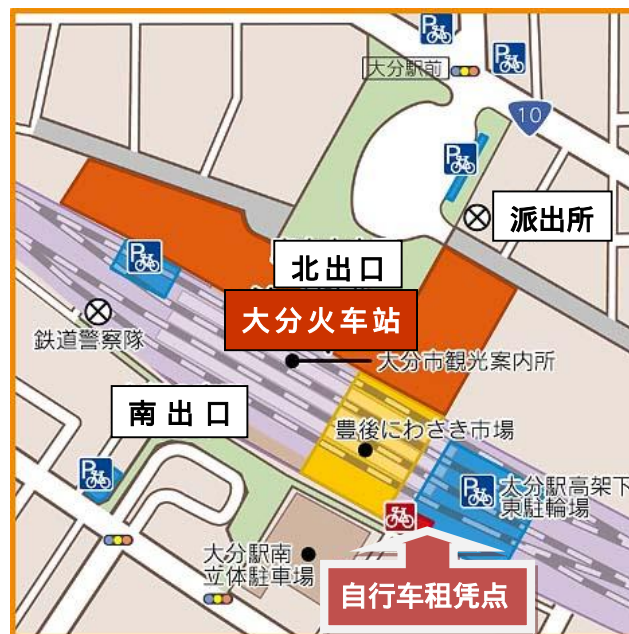 大分駅前
10
P
P
P
派出所
P
北出口
大分火车站
鉄道警察隊
大分市観光案内所
南出口
豊後にわさき市場
P
P
大分駅高架下
東駐輪場
大分駅南
立体駐車場
自行车租凭点